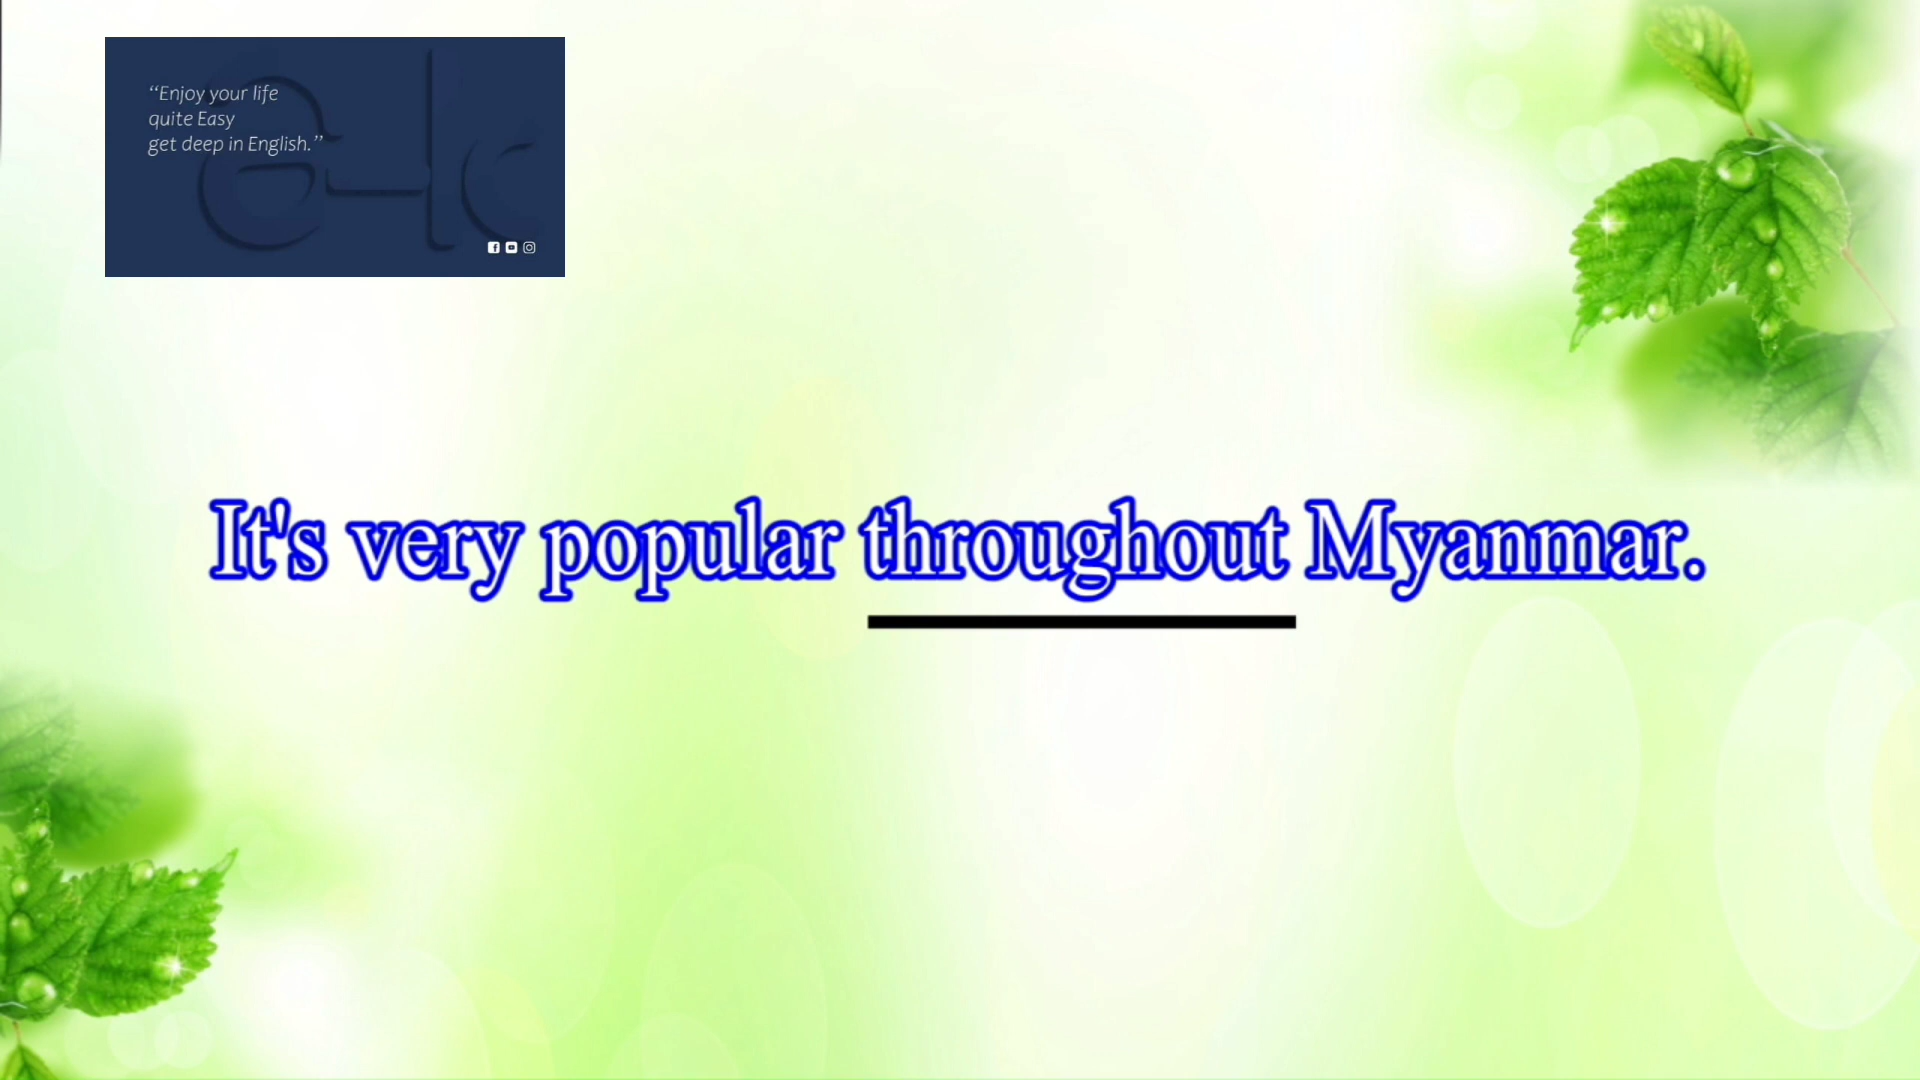 “Enjoy your life
quite Easy
get deep in English.”
It's very popular throughout Myanmar.